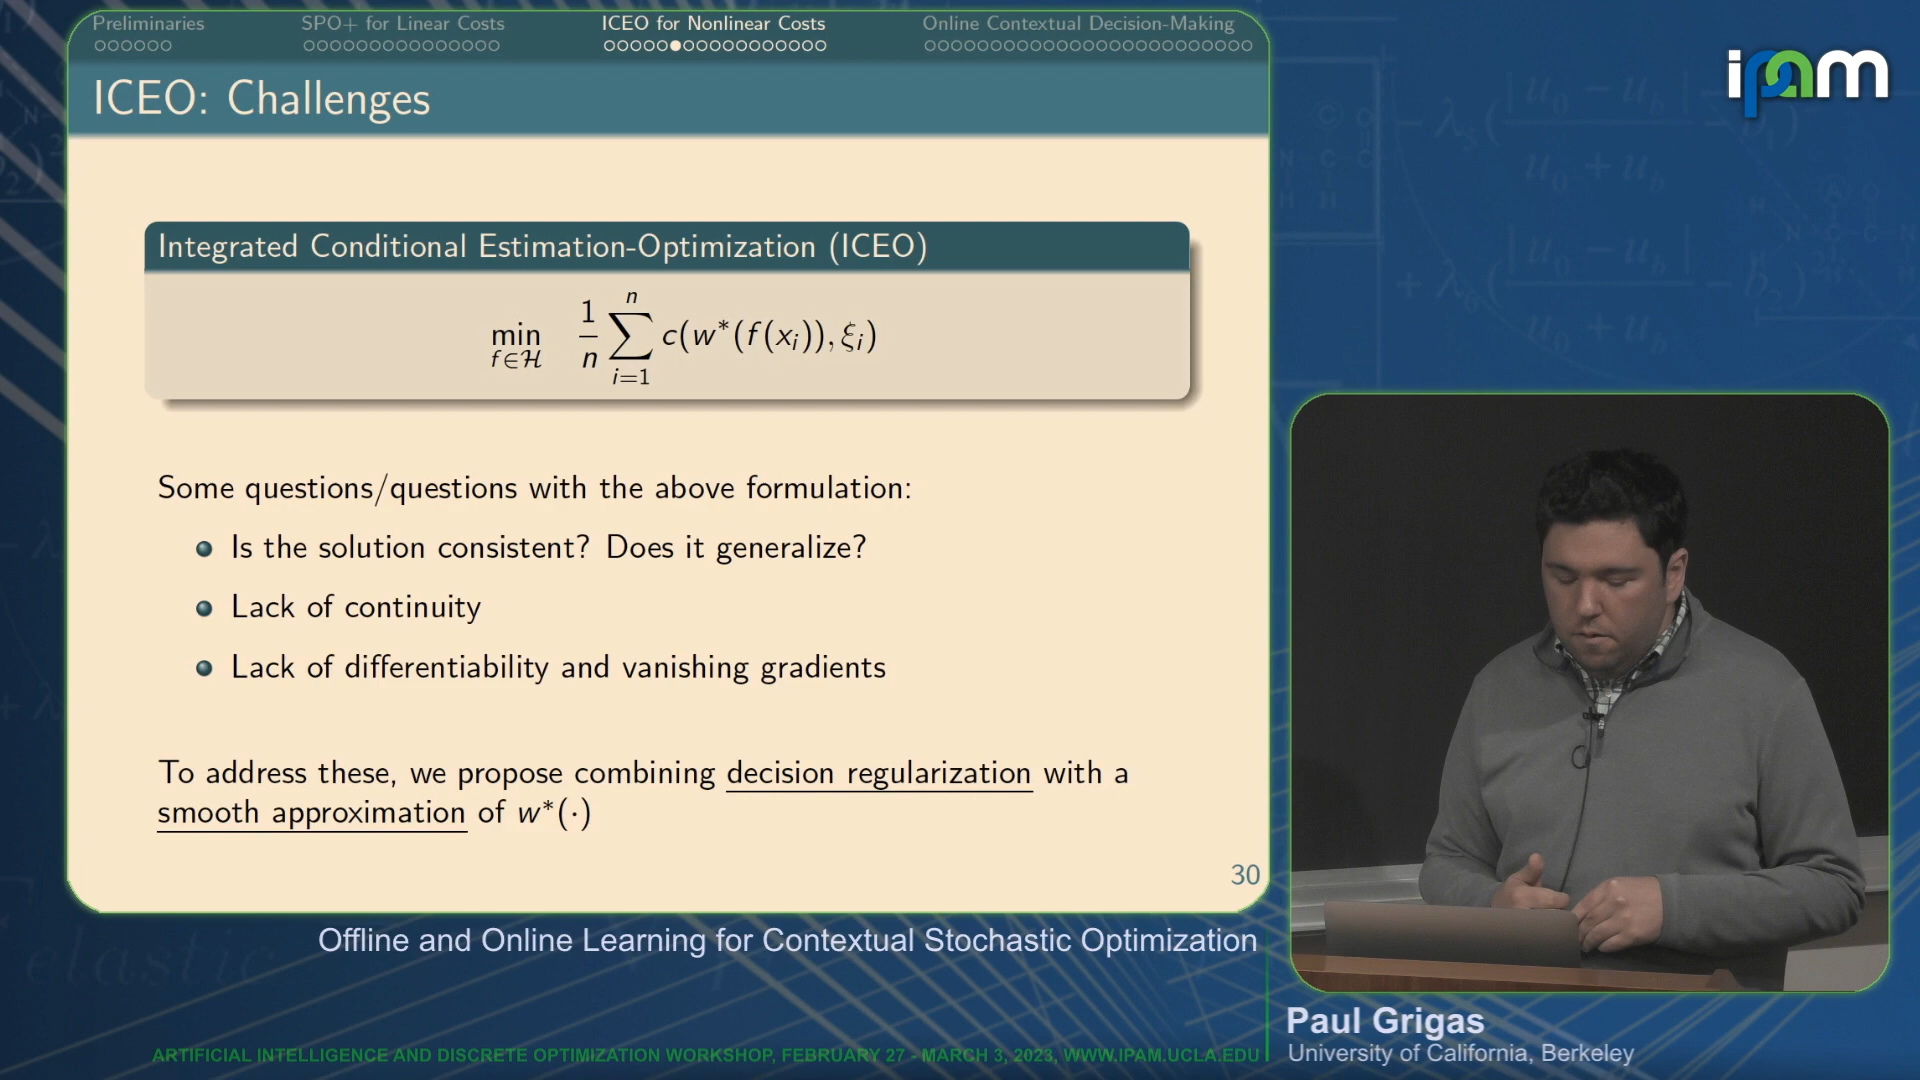 Preliminaries
SPO+ for Linear Costs
ICEO for Nonlinear Costs
Online Contextual Decision-Making
ICEO: Challenges
Integrated Conditional Estimation-Optimization (ICEO)
min_{f∈ℋ} 1/n ∑_{i=1}^{n} c(w*(f(x_i)), ξ_i)
Some questions/questions with the above formulation:
Is the solution consistent? Does it generalize?
Lack of continuity
Lack of differentiability and vanishing gradients
To address these, we propose combining decision regularization with a
smooth approximation of w*(·)
30
ipam
Offline and Online Learning for Contextual Stochastic Optimization
Paul Grigas
University of California, Berkeley
ARTIFICIAL INTELLIGENCE AND DISCRETE OPTIMIZATION WORKSHOP, FEBRUARY 27 - MARCH 3, 2023, WWW.IPAM.UCLA.EDU
elastic